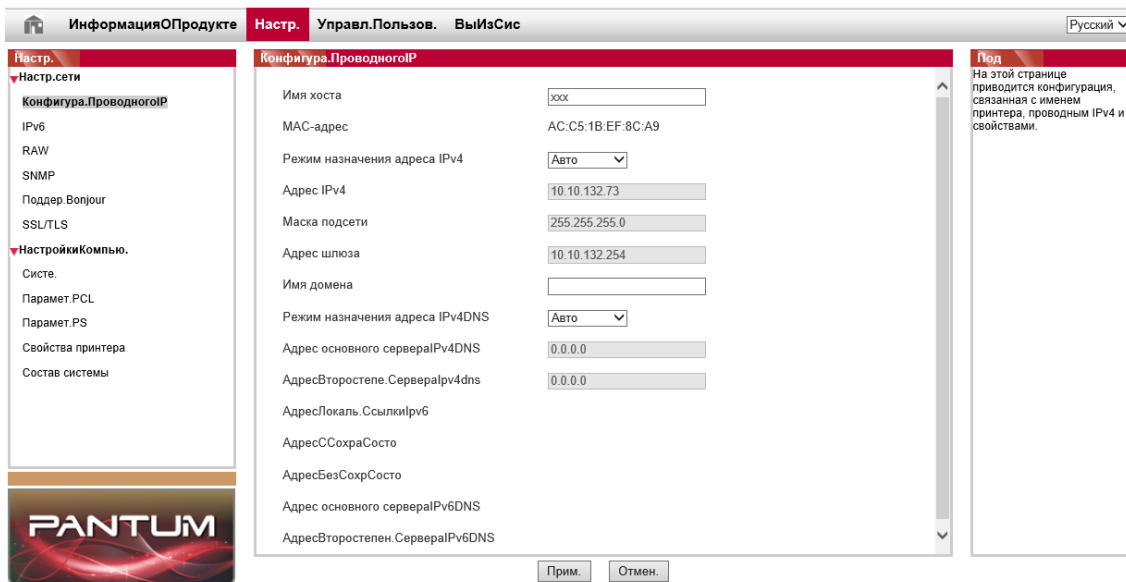 ИнформацияОПродукте Настр. Управл.Пользов. ВыИзСис Русский
Настр.
Настр.сети
Конфигура.ПроводногоIP
IPv6
RAW
SNMP
Поддер.Bonjour
SSL/TLS
НастройкиКомпью.
Систе.
Парамет.PCL
Парамет.PS
Свойства принтера
Состав системы
PANTUM
Конфигура.ПроводногоIP
Имя хоста xxx
MAC-адрес AC:C5:1B:EF:8C:A9
Режим назначения адреса IPv4 Авто
Адрес IPv4 10.10.132.73
Маска подсети 255.255.255.0
Адрес шлюза 10.10.132.254
Имя домена
Режим назначения адреса IPv4DNS Авто
Адрес основного сервераIPv4DNS 0.0.0.0
АдресВторостепе.СервераIpv4dns 0.0.0.0
АдресЛокаль.СсылкиIpv6
АдресССохраСосто
АдресБезСохрСосто
Адрес основного сервераIPv6DNS
АдресВторостепен.СервераIPv6DNS
Прим. Отмен.
Под
На этой странице
приводится конфигурация,
связанная с именем
принтера, проводным IPv4 и
свойствами.